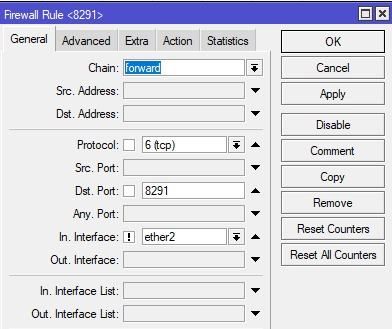 Firewall Rule <8291>
General Advanced Extra Action Statistics
Chain: forward
Src. Address:
Dst. Address:
Protocol: 6 (tcp)
Src. Port:
Dst. Port: 8291
Any. Port:
In. Interface: ! ether2
Out. Interface:
In. Interface List:
Out. Interface List:
OK
Cancel
Apply
Disable
Comment
Copy
Remove
Reset Counters
Reset All Counters